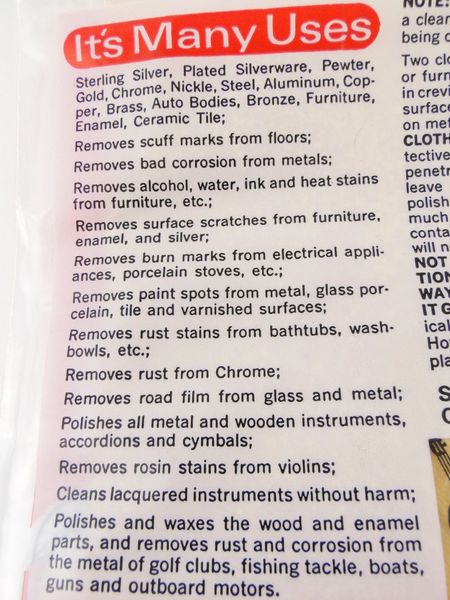 It's Many Uses
Sterling Silver, Plated Silverware, Pewter,
Gold, Chrome, Nickle, Steel, Aluminum, Cop-
per, Brass, Auto Bodies, Bronze, Furniture,
Enamel, Ceramic Tile;
Removes scuff marks from floors;
Removes bad corrosion from metals;
Removes alcohol, water, ink and heat stains
from furniture, etc.;
Removes surface scratches from furniture,
enamel, and silver;
Removes burn marks from electrical appli-
ances, porcelain stoves, etc.;
Removes paint spots from metal, glass por-
celain, tile and varnished surfaces;
Removes rust stains from bathtubs, wash-
bowls, etc.;
Removes rust from Chrome;
Removes road film from glass and metal;
Polishes all metal and wooden instruments,
accordions and cymbals;
Removes rosin stains from violins;
Cleans lacquered instruments without harm;
Polishes and waxes the wood and enamel
parts, and removes rust and corrosion from
the metal of golf clubs, fishing tackle, boats,
guns and outboard motors.
NOTE:
a clean
being
Two
or furn
in crevi
surface
on met
CLOTH
tective
penetr
leave
polish
much
conta
will n
NOT
TION
WAY
IT G
ical
Ho
pla